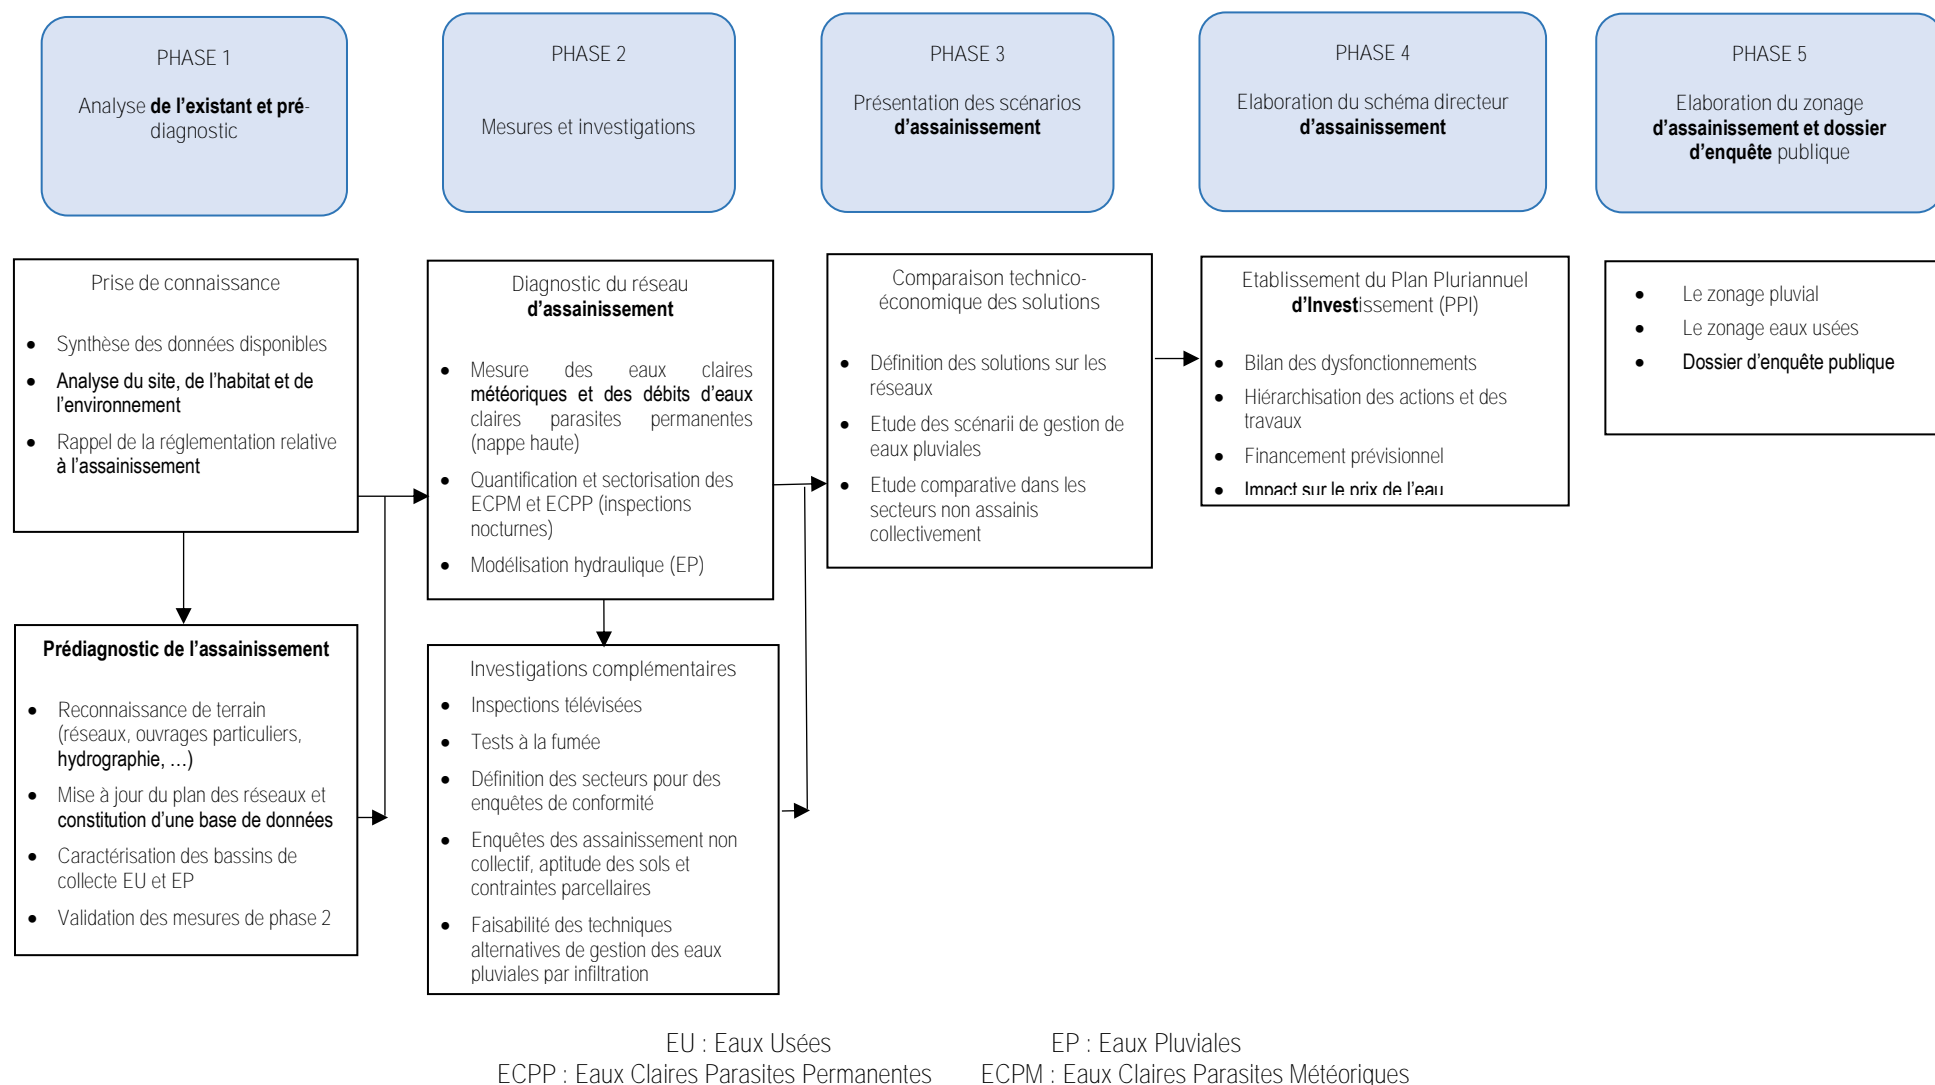 PHASE 1
Analyse de l'existant et pré-
diagnostic
PHASE 2
Mesures et investigations
PHASE 3
Présentation des scénarios
d'assainissement
PHASE 4
Elaboration du schéma directeur
d'assainissement
PHASE 5
Elaboration du zonage
d'assainissement et dossier
d'enquête publique
Prise de connaissance
• Synthèse des données disponibles
• Analyse du site, de l'habitat et de
l'environnement
• Rappel de la réglementation relative
à l'assainissement
Prédiagnostic de l'assainissement
• Reconnaissance de terrain
(réseaux, ouvrages particuliers,
hydrographie, …)
• Mise à jour du plan des réseaux et
constitution d'une base de données
• Caractérisation des bassins de
collecte EU et EP
• Validation des mesures de phase 2
Diagnostic du réseau
d'assainissement
• Mesure des eaux claires
météoriques et des débits d'eaux
claires parasites permanentes
(nappe haute)
• Quantification et sectorisation des
ECPM et ECPP (inspections
nocturnes)
• Modélisation hydraulique (EP)
Investigations complémentaires
• Inspections télévisées
• Tests à la fumée
• Définition des secteurs pour des
enquêtes de conformité
• Enquêtes des assainissement non
collectif, aptitude des sols et
contraintes parcellaires
• Faisabilité des techniques
alternatives de gestion des eaux
pluviales par infiltration
Comparaison technico-
économique des solutions
• Définition des solutions sur les
réseaux
• Etude des scénarii de gestion de
eaux pluviales
• Etude comparative dans les
secteurs non assainis
collectivement
Etablissement du Plan Pluriannuel
d'Investissement (PPI)
• Bilan des dysfonctionnements
• Hiérarchisation des actions et des
travaux
• Financement prévisionnel
• Impact sur le prix de l'eau
• Le zonage pluvial
• Le zonage eaux usées
• Dossier d'enquête publique
EU : Eaux Usées EP : Eaux Pluviales
ECPP : Eaux Claires Parasites Permanentes ECPM : Eaux Claires Parasites Météoriques